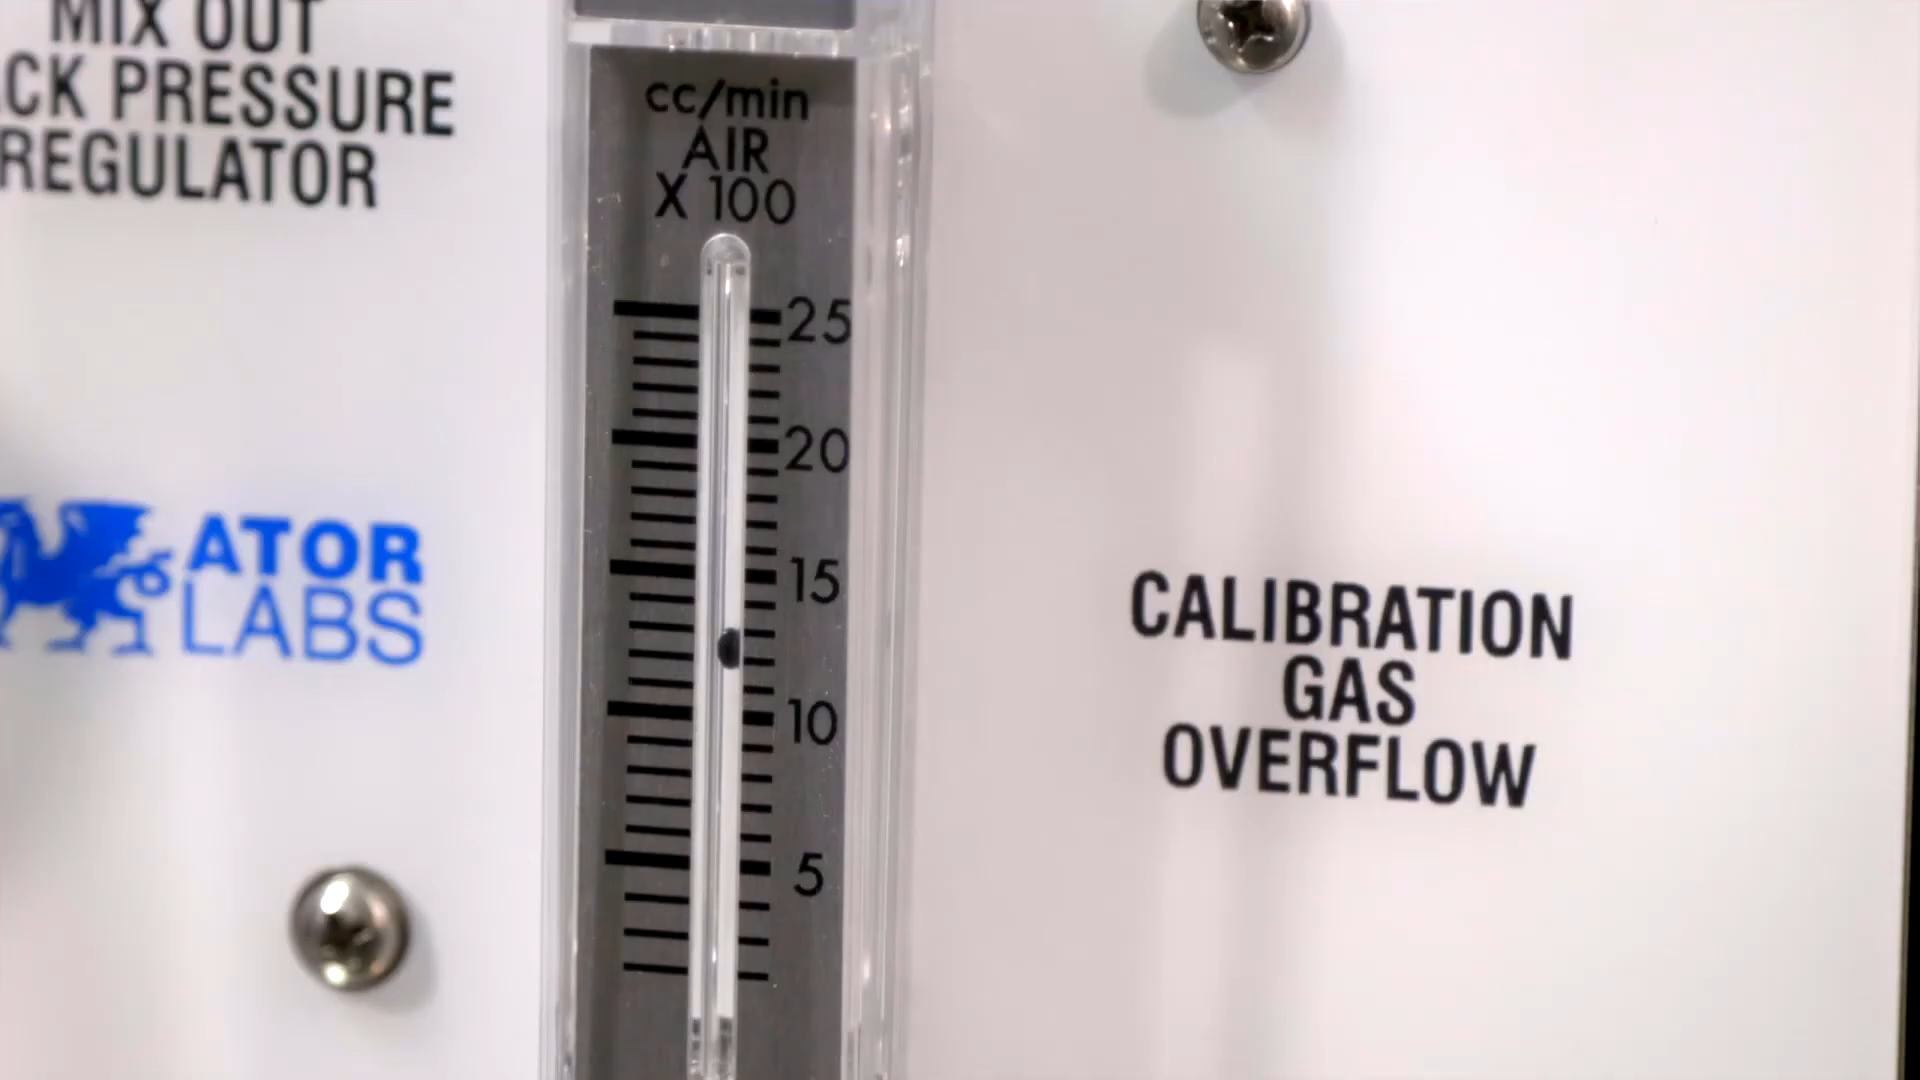 MIX OUT
CK PRESSURE
REGULATOR
cc/min
AIR
X 100
25
20
15
10
5
ATOR
LABS
CALIBRATION
GAS
OVERFLOW